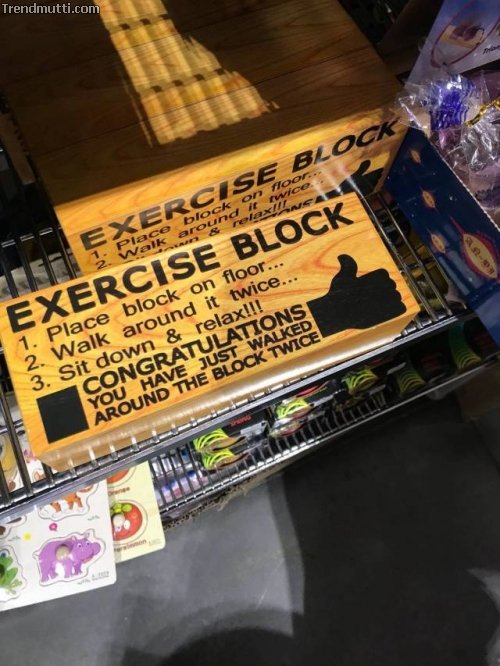 Trendmutti.com
EXERCISE BLOCK
1. Place block on floor...
2. Walk around it twice...
EXERCISE BLOCK
1. Place block on floor...
2. Walk around it twice...
3. Sit down & relax!!!
CONGRATULATIONS
YOU HAVE JUST WALKED
AROUND THE BLOCK TWICE